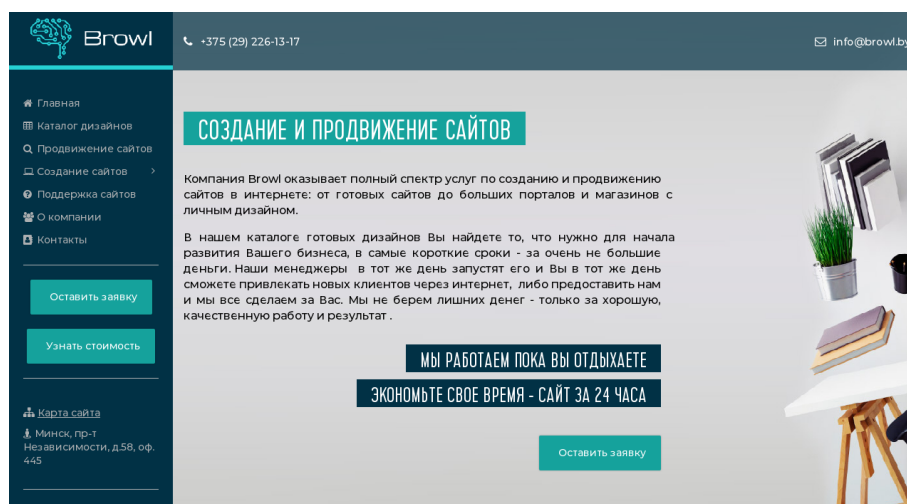 Browl
+375 (29) 226-13-17
info@browl.by
Главная
Каталог дизайнов
Продвижение сайтов
Создание сайтов
Поддержка сайтов
О компании
Контакты
Оставить заявку
Узнать стоимость
Карта сайта
Минск, пр-т
Независимости, д.58, оф.
445
СОЗДАНИЕ И ПРОДВИЖЕНИЕ САЙТОВ
Компания Browl оказывает полный спектр услуг по созданию и продвижению
сайтов в интернете: от готовых сайтов до больших порталов и магазинов с
личным дизайном.
В нашем каталоге готовых дизайнов Вы найдете то, что нужно для начала
развития Вашего бизнеса, в самые короткие сроки - за очень не большие
деньги. Наши менеджеры в тот же день запустят его и Вы в тот же день
сможете привлекать новых клиентов через интернет, либо предоставить нам
и мы все сделаем за Вас. Мы не берем лишних денег - только за хорошую,
качественную работу и результат .
МЫ РАБОТАЕМ ПОКА ВЫ ОТДЫХАЕТЕ
ЭКОНОМЬТЕ СВОЕ ВРЕМЯ - САЙТ ЗА 24 ЧАСА
Оставить заявку